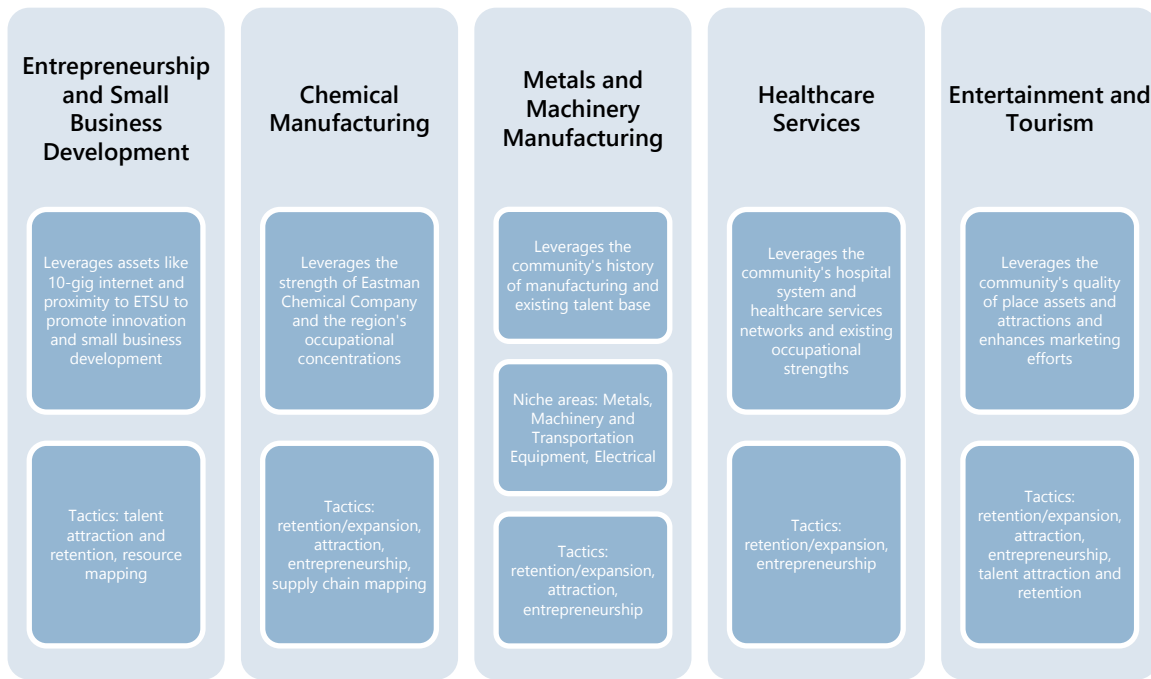 Entrepreneurship
and Small
Business
Development
Leverages assets like
10-gig internet and
proximity to ETSU to
promote innovation
and small business
development
Tactics: talent
attraction and
retention, resource
mapping
Chemical
Manufacturing
Leverages the
strength of Eastman
Chemical Company
and the region's
occupational
concentrations
Tactics:
retention/expansion,
attraction,
entrepreneurship,
supply chain mapping
Metals and
Machinery
Manufacturing
Leverages the
community's history
of manufacturing and
existing talent base
Niche areas: Metals,
Machinery and
Transportation
Equipment, Electrical
Tactics:
retention/expansion,
attraction,
entrepreneurship
Healthcare
Services
Leverages the
community's hospital
system and
healthcare services
networks and existing
occupational
strengths
Tactics:
retention/expansion,
entrepreneurship
Entertainment and
Tourism
Leverages the
community's quality
of place assets and
attractions and
enhances marketing
efforts
Tactics:
retention/expansion,
attraction,
entrepreneurship,
talent attraction and
retention